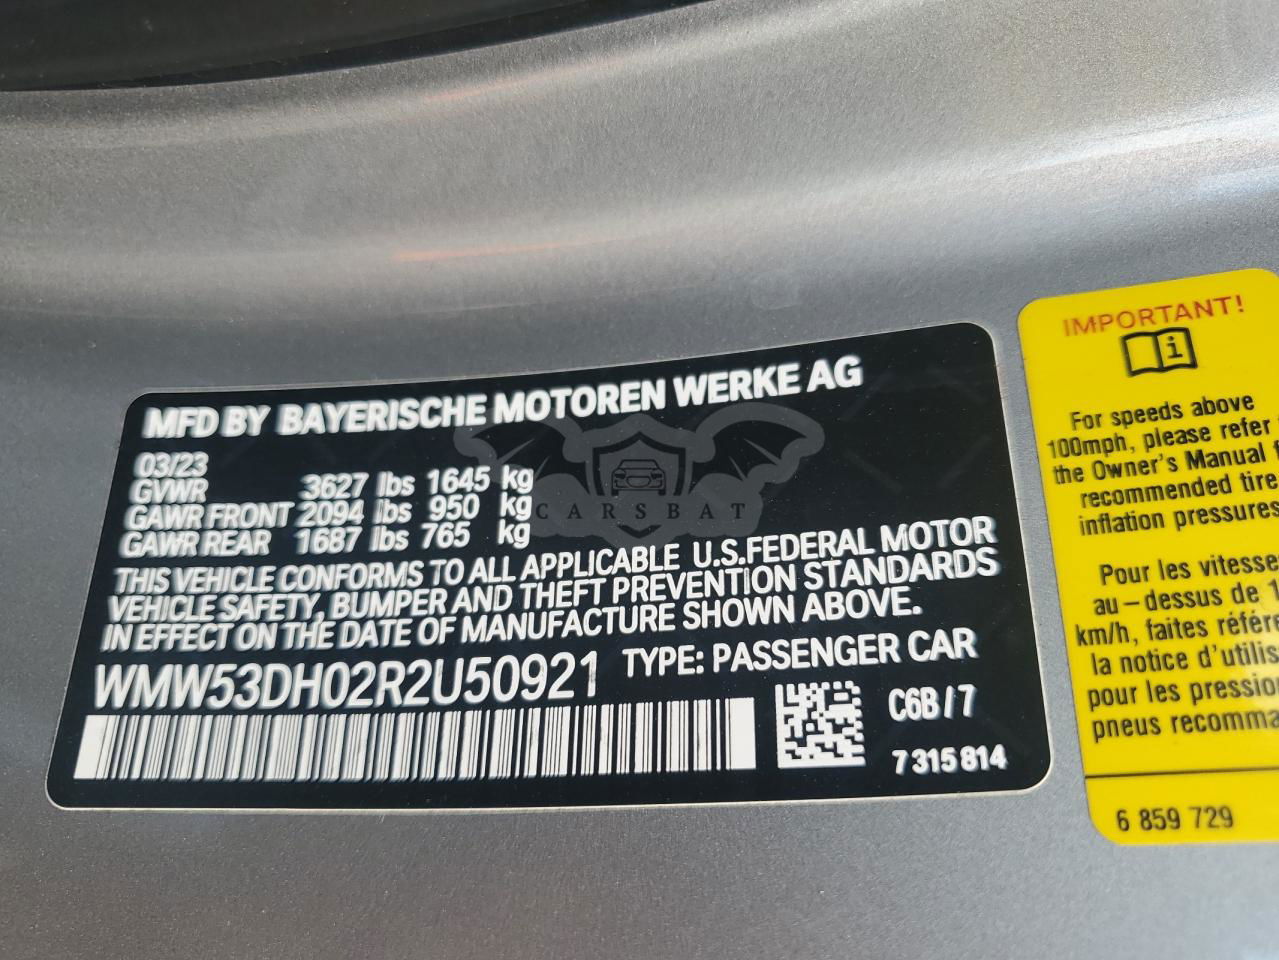 MFD BY BAYERISCHE MOTOREN WERKE AG
03/23
GVWR 3627 lbs 1645 kg
GAWR FRONT 2094 lbs 950 kg
GAWR REAR 1687 lbs 765 kg
THIS VEHICLE CONFORMS TO ALL APPLICABLE U.S.FEDERAL MOTOR
VEHICLE SAFETY, BUMPER AND THEFT PREVENTION STANDARDS
IN EFFECT ON THE DATE OF MANUFACTURE SHOWN ABOVE.
WMW53DH02R2U50921 TYPE: PASSENGER CAR
C6B / 7
7 315 814
CARSBAT
IMPORTANT!
i
For speeds above
100mph, please refer
the Owner's Manual
recommended tire
inflation pressures
Pour les vitesse
au-dessus de 1
km/h, faites référe
la notice d'utilis
pour les pression
pneus recomma
6 859 729